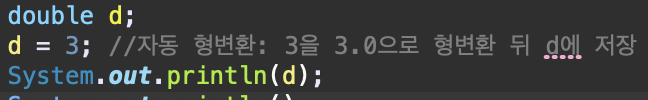 double d;
d = 3; //자동 형변환: 3을 3.0으로 형변환 뒤 d에 저장
System.out.println(d);